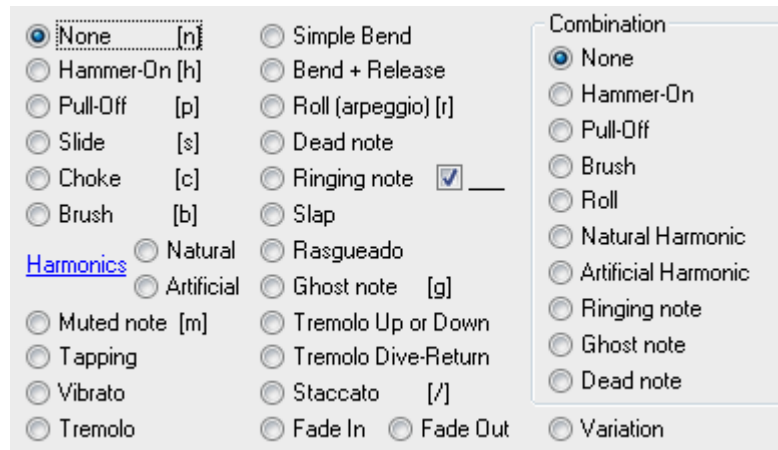 None [n]
Hammer-On [h]
Pull-Off [p]
Slide [s]
Choke [c]
Brush [b]
Harmonics
Natural
Artificial
Muted note [m]
Tapping
Vibrato
Tremolo
Simple Bend
Bend + Release
Roll (arpeggio) [r]
Dead note
Ringing note ___
Slap
Rasgueado
Ghost note [g]
Tremolo Up or Down
Tremolo Dive-Return
Staccato [/]
Fade In Fade Out
Combination
None
Hammer-On
Pull-Off
Brush
Roll
Natural Harmonic
Artificial Harmonic
Ringing note
Ghost note
Dead note
Variation